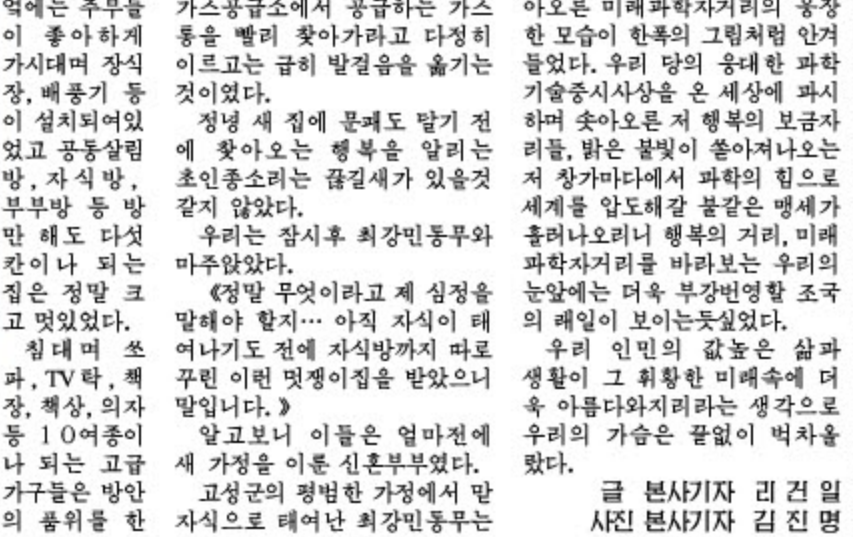 엌에는 주부들
이 좋아하게
가시대며 장식
장, 배풍기 등
이 설치되여있
었고 공동살림
방, 자식방,
부부방 등 방
만 해도 다섯
칸이나 되는
집은 정말 크
고 멋있었다.
침대며 쏘
파, TV탁, 책
장, 책상, 의자
등 10여종이
나 되는 고급
가구들은 방안
의 품위를 한
가스공급소에서 공급하는 가스
통을 빨리 찾아가라고 다정히
이르고는 급히 발걸음을 옮기는
것이였다.
정녕 새 집에 문패도 달기 전
에 찾아오는 행복을 알리는
초인종소리는 끊길새가 있을것
같지 않았다.
우리는 잠시후 최강민동무와
마주앉았다.
《정말 무엇이라고 제 심정을
말해야 할지… 아직 자식이 태
여나기도 전에 자식방까지 따로
꾸린 이런 멋쟁이집을 받았으니
말입니다.》
알고보니 이들은 얼마전에
새 가정을 이룬 신혼부부였다.
고성군의 평범한 가정에서 맏
자식으로 태여난 최강민동무는
아오른 미래과학자거리의 웅장
한 모습이 한폭의 그림처럼 안겨
들었다. 우리 당의 웅대한 과학
기술중시사상을 온 세상에 과시
하며 솟아오른 저 행복의 보금자
리들, 밝은 불빛이 쏟아져나오는
저 창가마다에서 과학의 힘으로
세계를 압도해갈 불같은 맹세가
흘러나오리니 행복의 거리, 미래
과학자거리를 바라보는 우리의
눈앞에는 더욱 부강번영할 조국
의 래일이 보이는듯싶었다.
우리 인민의 값높은 삶과
생활이 그 휘황한 미래속에 더
욱 아름다와지리라는 생각으로
우리의 가슴은 끝없이 벅차올
랐다.
글 본사기자 리건일
사진 본사기자 김진명